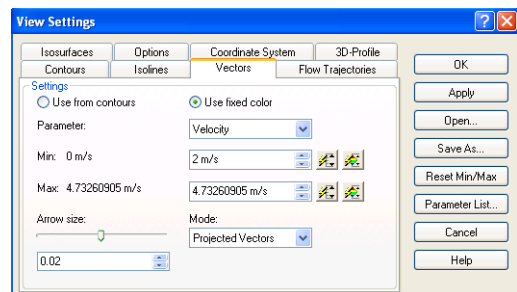 View Settings
Isosurfaces Options Coordinate System 3D-Profile
Contours Isolines Vectors Flow Trajectories
Settings
Use from contours Use fixed color
Parameter: Velocity
Min: 0 m/s 2 m/s
Max: 4.73260905 m/s 4.73260905 m/s
Arrow size: Mode:
Projected Vectors
0.02
OK
Apply
Open...
Save As...
Reset Min/Max
Parameter List...
Cancel
Help